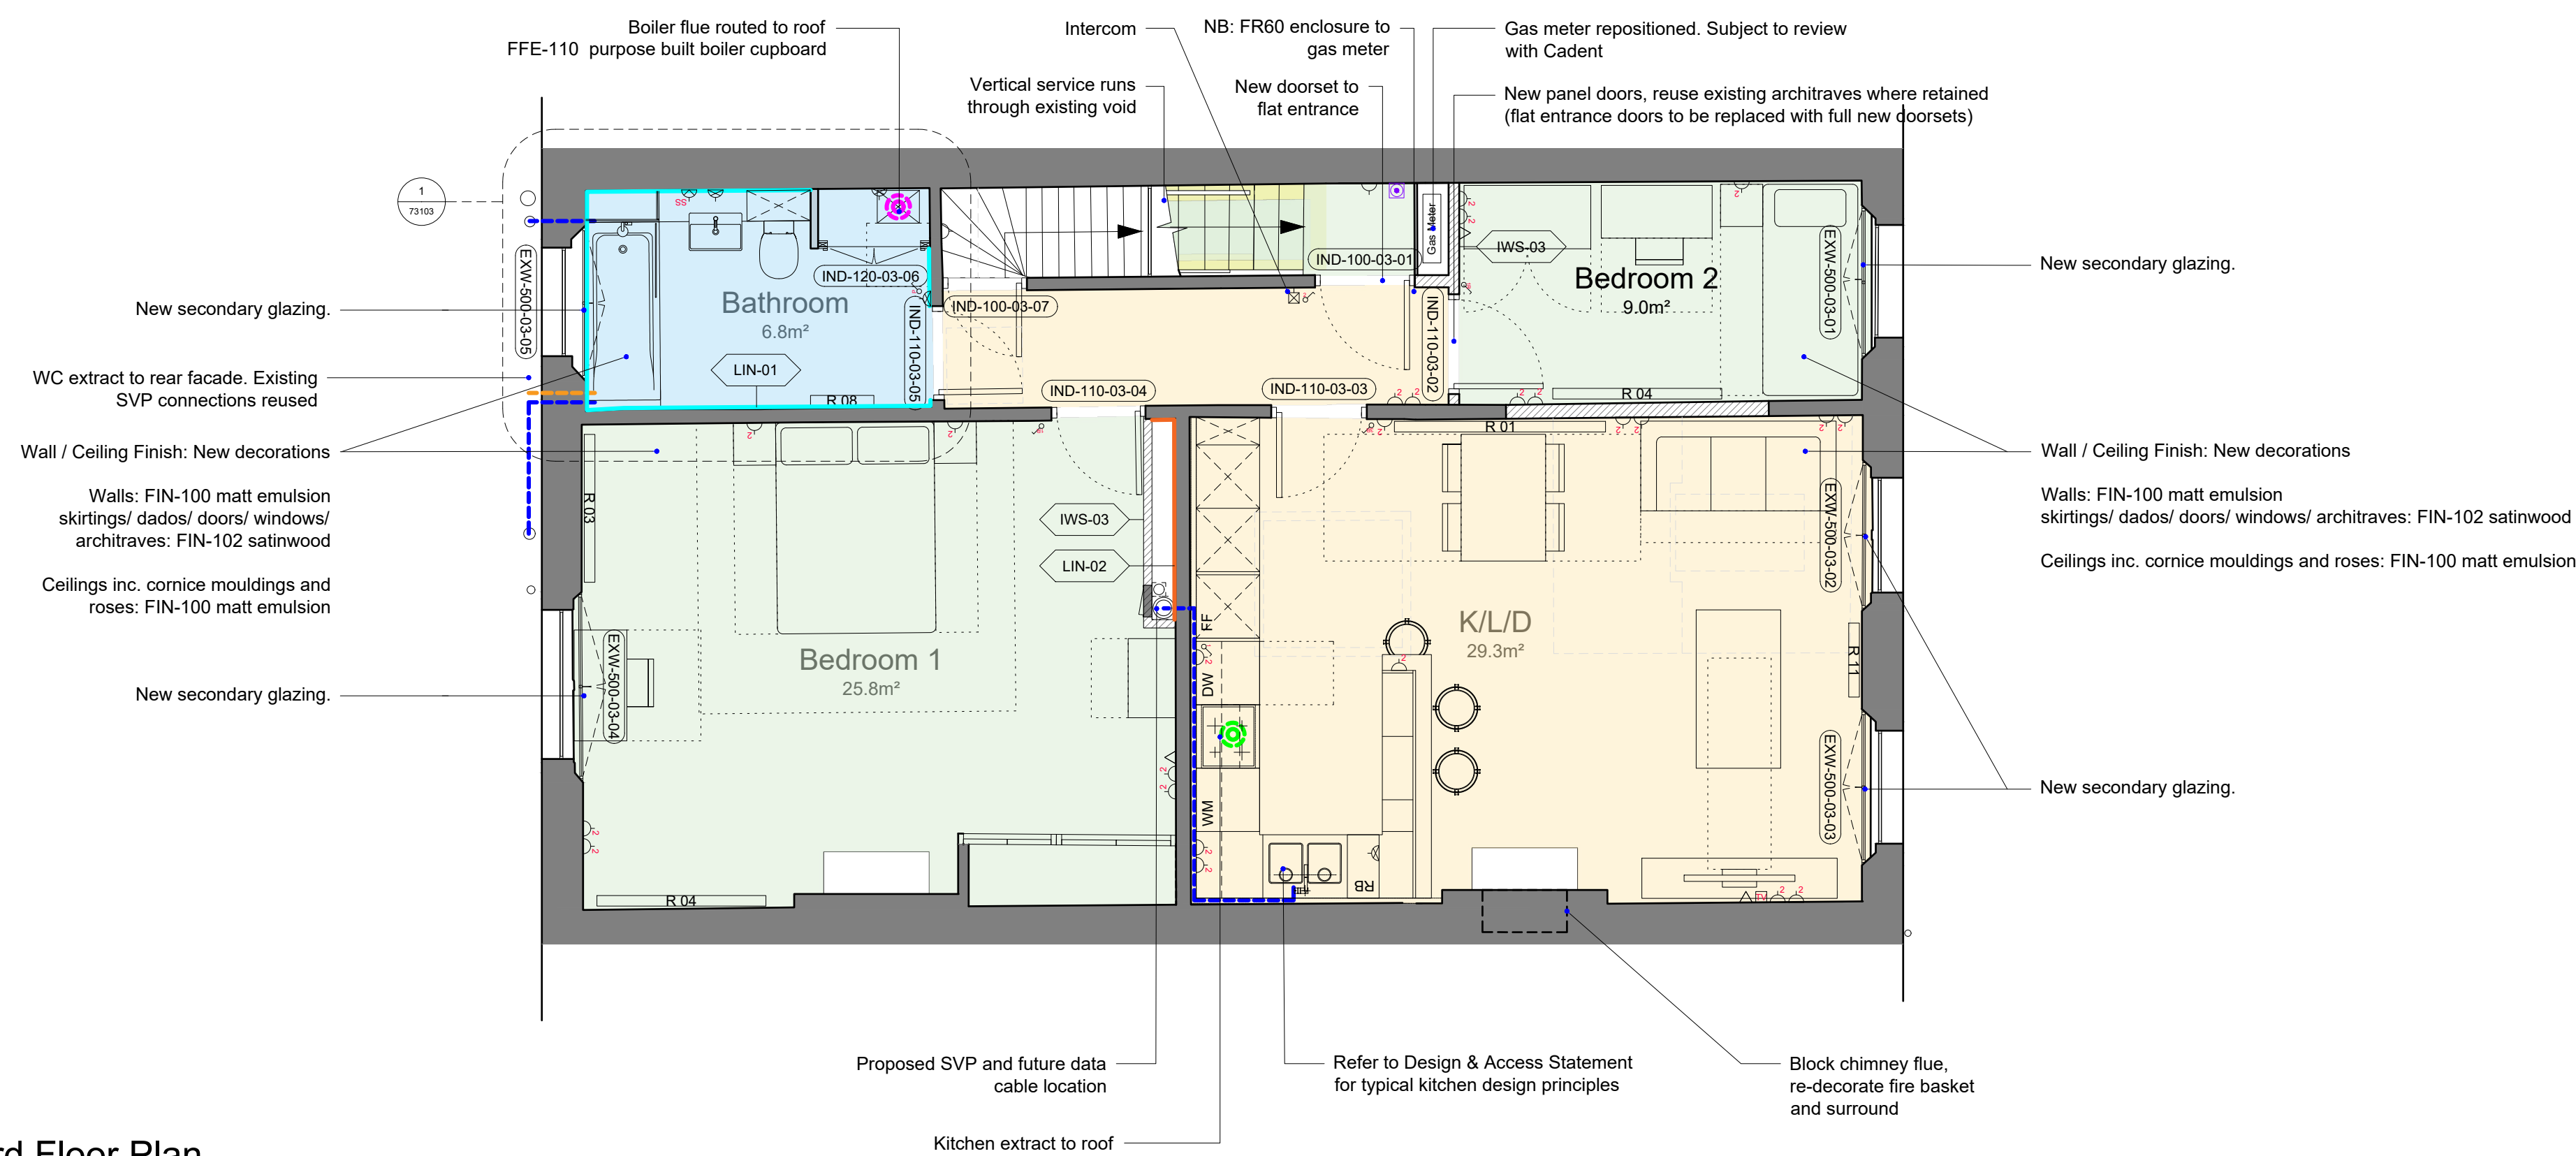 Boiler flue routed to roof
FFE-110 purpose built boiler cupboard
Intercom
Vertical service runs
through existing void
NB: FR60 enclosure to
gas meter
New doorset to
flat entrance
Gas meter repositioned. Subject to review
with Cadent
New panel doors, reuse existing architraves where retained
(flat entrance doors to be replaced with full new doorsets)
1
73103
EXW-500-03-05
New secondary glazing.
WC extract to rear facade. Existing
SVP connections reused
Wall / Ceiling Finish: New decorations
Walls: FIN-100 matt emulsion
skirtings/ dados/ doors/ windows/
architraves: FIN-102 satinwood
Ceilings inc. cornice mouldings and
roses: FIN-100 matt emulsion
New secondary glazing.
SS
IND-120-03-06
Bathroom
6.8m²
LIN-01
R 08
IND-110-03-05
IND-100-03-07
IND-100-03-01
Gas Meter
IND-110-03-04
IND-110-03-03
IND-110-03-02
IWS-03
Bedroom 2
9.0m²
R 04
EXW-500-03-01
R 03
IWS-03
LIN-02
Bedroom 1
25.8m²
EXW-500-03-04
R 04
R 01
FF
DW
WM
RB
K/L/D
29.3m²
R 11
TV
EXW-500-03-02
EXW-500-03-03
New secondary glazing.
Wall / Ceiling Finish: New decorations
Walls: FIN-100 matt emulsion
skirtings/ dados/ doors/ windows/ architraves: FIN-102 satinwood
Ceilings inc. cornice mouldings and roses: FIN-100 matt emulsion
New secondary glazing.
Proposed SVP and future data
cable location
Kitchen extract to roof
Refer to Design & Access Statement
for typical kitchen design principles
Block chimney flue,
re-decorate fire basket
and surround
rd Floor Plan